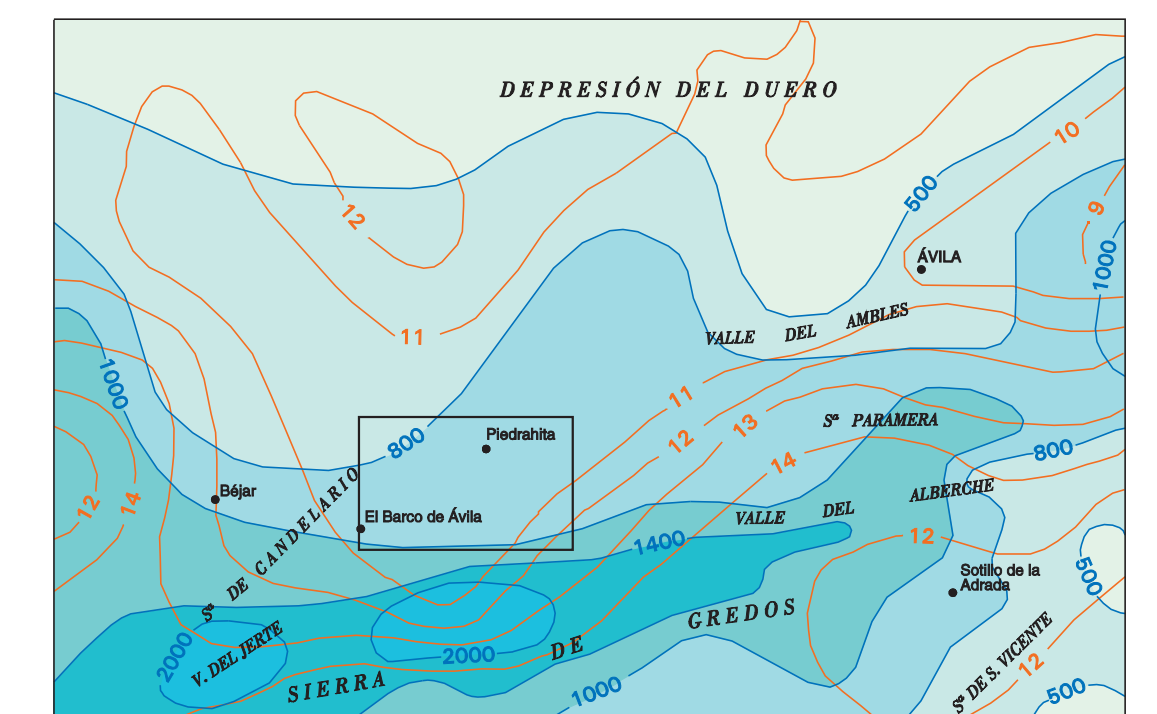 DEPRESIÓN DEL DUERO
10
500
9
12
ÁVILA
1000
VALLE DEL AMBLES
11
1000
11
13
12
Sª PARAMERA
Piedrahita
800
800
14
Béjar
ALBERCHE
12
14
El Barco de Ávila
VALLE DEL
1400
12
Sª DE CANDELARIO
Sotillo de la
Adrada
500
GREDOS
2000
V. DEL JERTE
2000
DE
SIERRA
1000
Sª DE S. VICENTE
12
500